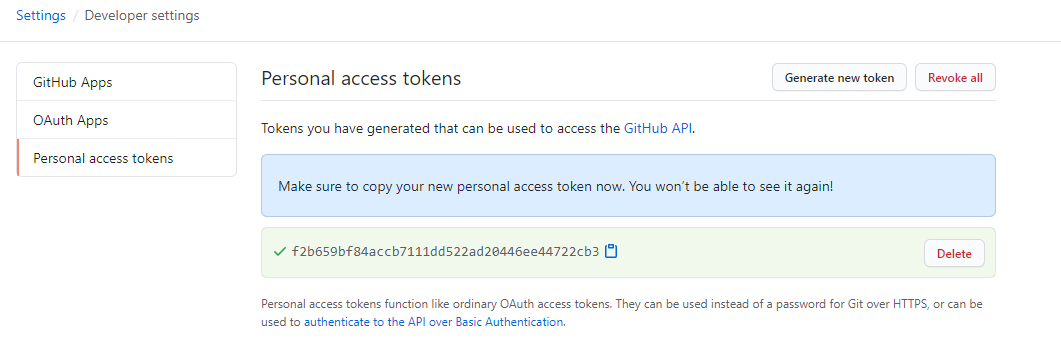 Settings / Developer settings
GitHub Apps
OAuth Apps
Personal access tokens
Personal access tokens
Generate new token
Revoke all
Tokens you have generated that can be used to access the GitHub API.
Make sure to copy your new personal access token now. You won’t be able to see it again!
f2b659bf84accb7111dd522ad20446ee44722cb3
Delete
Personal access tokens function like ordinary OAuth access tokens. They can be used instead of a password for Git over HTTPS, or can be
used to authenticate to the API over Basic Authentication.